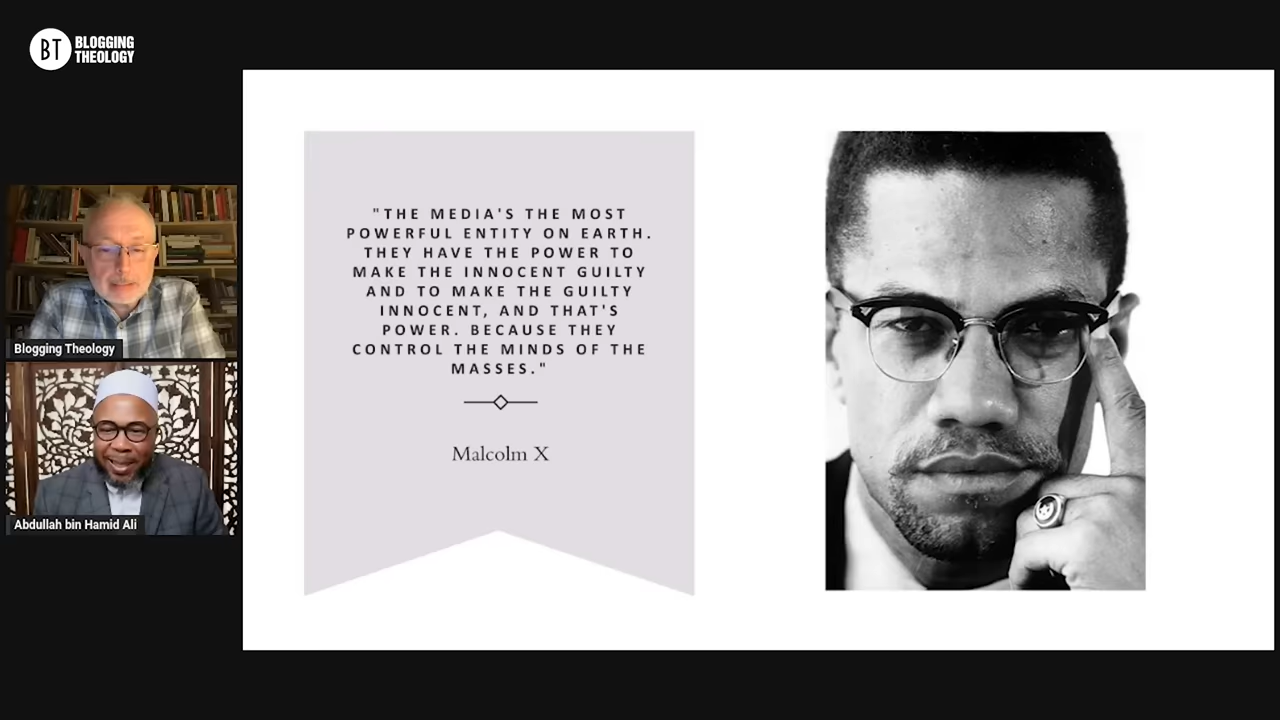 BT BLOGGING
THEOLOGY
"THE MEDIA'S THE MOST
POWERFUL ENTITY ON EARTH.
THEY HAVE THE POWER TO
MAKE THE INNOCENT GUILTY
AND TO MAKE THE GUILTY
INNOCENT, AND THAT'S
POWER. BECAUSE THEY
CONTROL THE MINDS OF THE
MASSES."
Malcolm X
Blogging Theology
Abdullah bin Hamid Ali